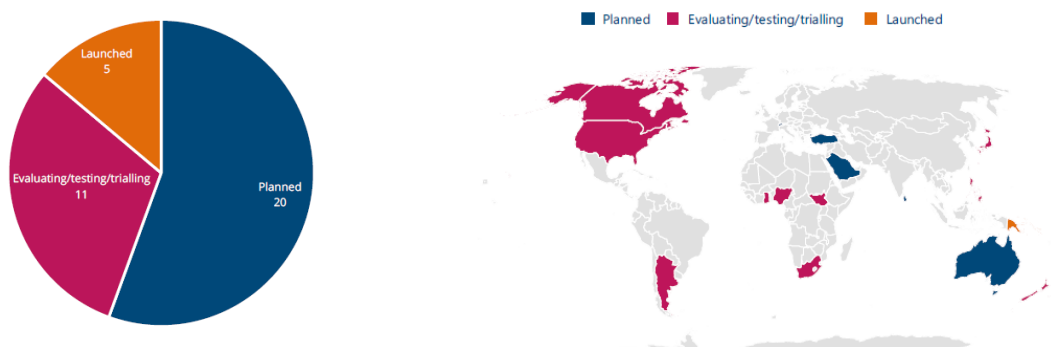 Launched
5
Evaluating/testing/trialling
11
Planned
20
Planned
Evaluating/testing/trialling
Launched